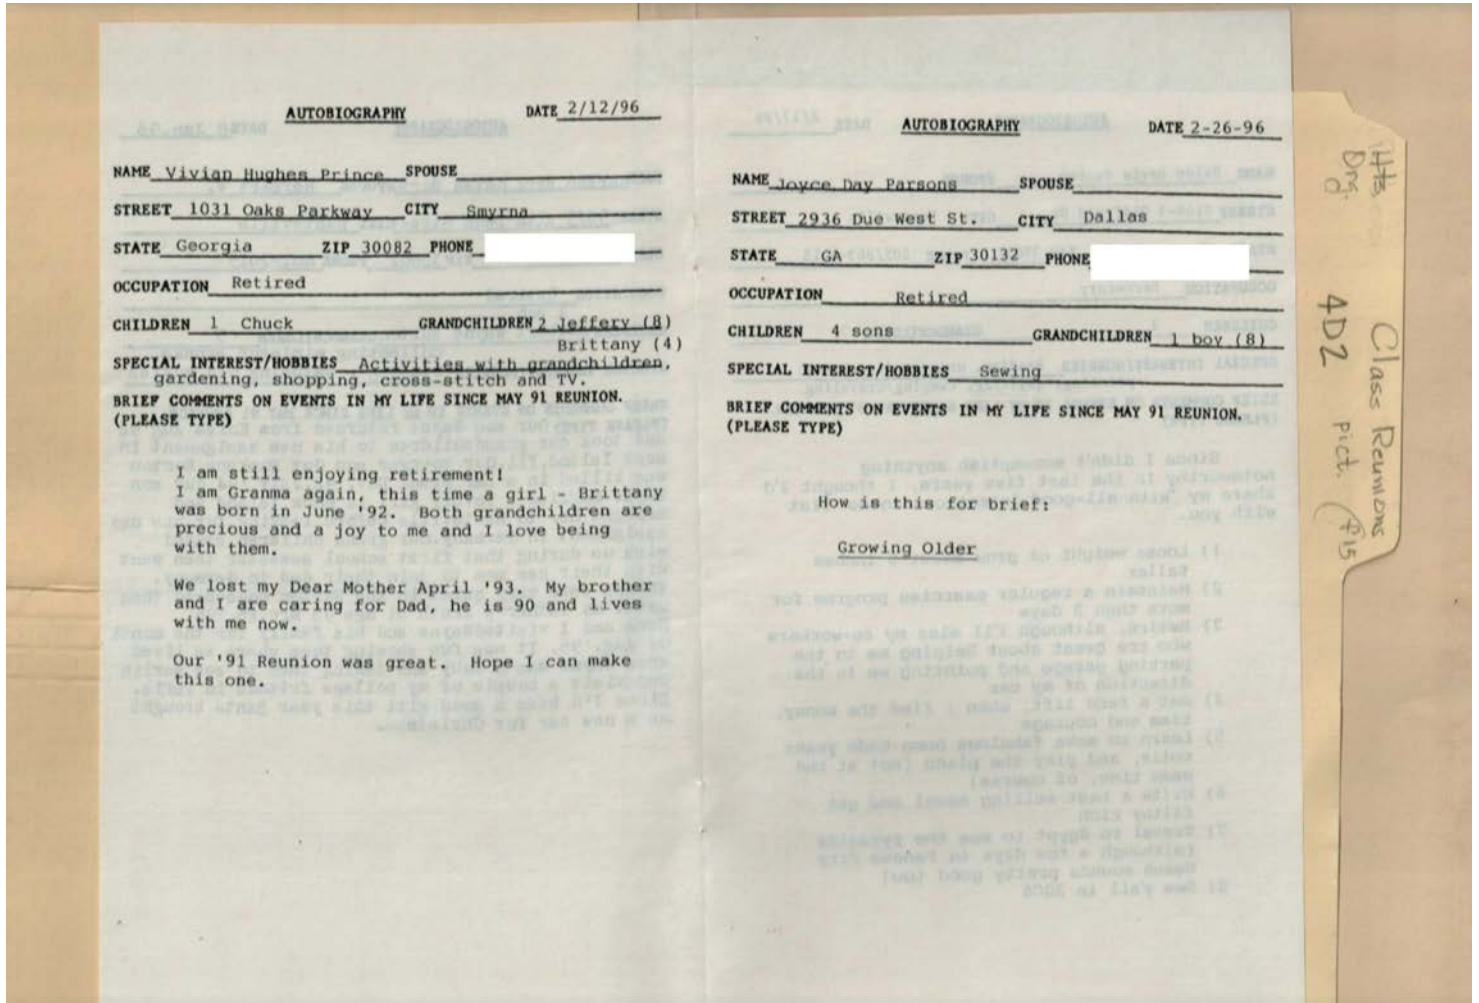 AUTOBIOGRAPHY DATE 2/12/96
NAME Vivian Hughes Prince SPOUSE
STREET 1031 Oaks Parkway CITY Smyrna
STATE Georgia ZIP 30082 PHONE
OCCUPATION Retired
CHILDREN 1 Chuck GRANDCHILDREN 2 Jeffery (8)
Brittany (4)
SPECIAL INTEREST/HOBBIES Activities with grandchildren,
gardening, shopping, cross-stitch and TV.
BRIEF COMMENTS ON EVENTS IN MY LIFE SINCE MAY 91 REUNION.
(PLEASE TYPE)
I am still enjoying retirement!
I am Granma again, this time a girl - Brittany
was born in June '92. Both grandchildren are
precious and a joy to me and I love being
with them.
We lost my Dear Mother April '93. My brother
and I are caring for Dad, he is 90 and lives
with me now.
Our '91 Reunion was great. Hope I can make
this one.
AUTOBIOGRAPHY DATE 2-26-96
NAME Joyce Day Parsons SPOUSE
STREET 2936 Due West St. CITY Dallas
STATE GA ZIP 30132 PHONE
OCCUPATION Retired
CHILDREN 4 sons GRANDCHILDREN 1 boy (8)
SPECIAL INTEREST/HOBBIES Sewing
BRIEF COMMENTS ON EVENTS IN MY LIFE SINCE MAY 91 REUNION.
(PLEASE TYPE)
How is this for brief:
Growing Older
Class Reunions
4D2 pict.